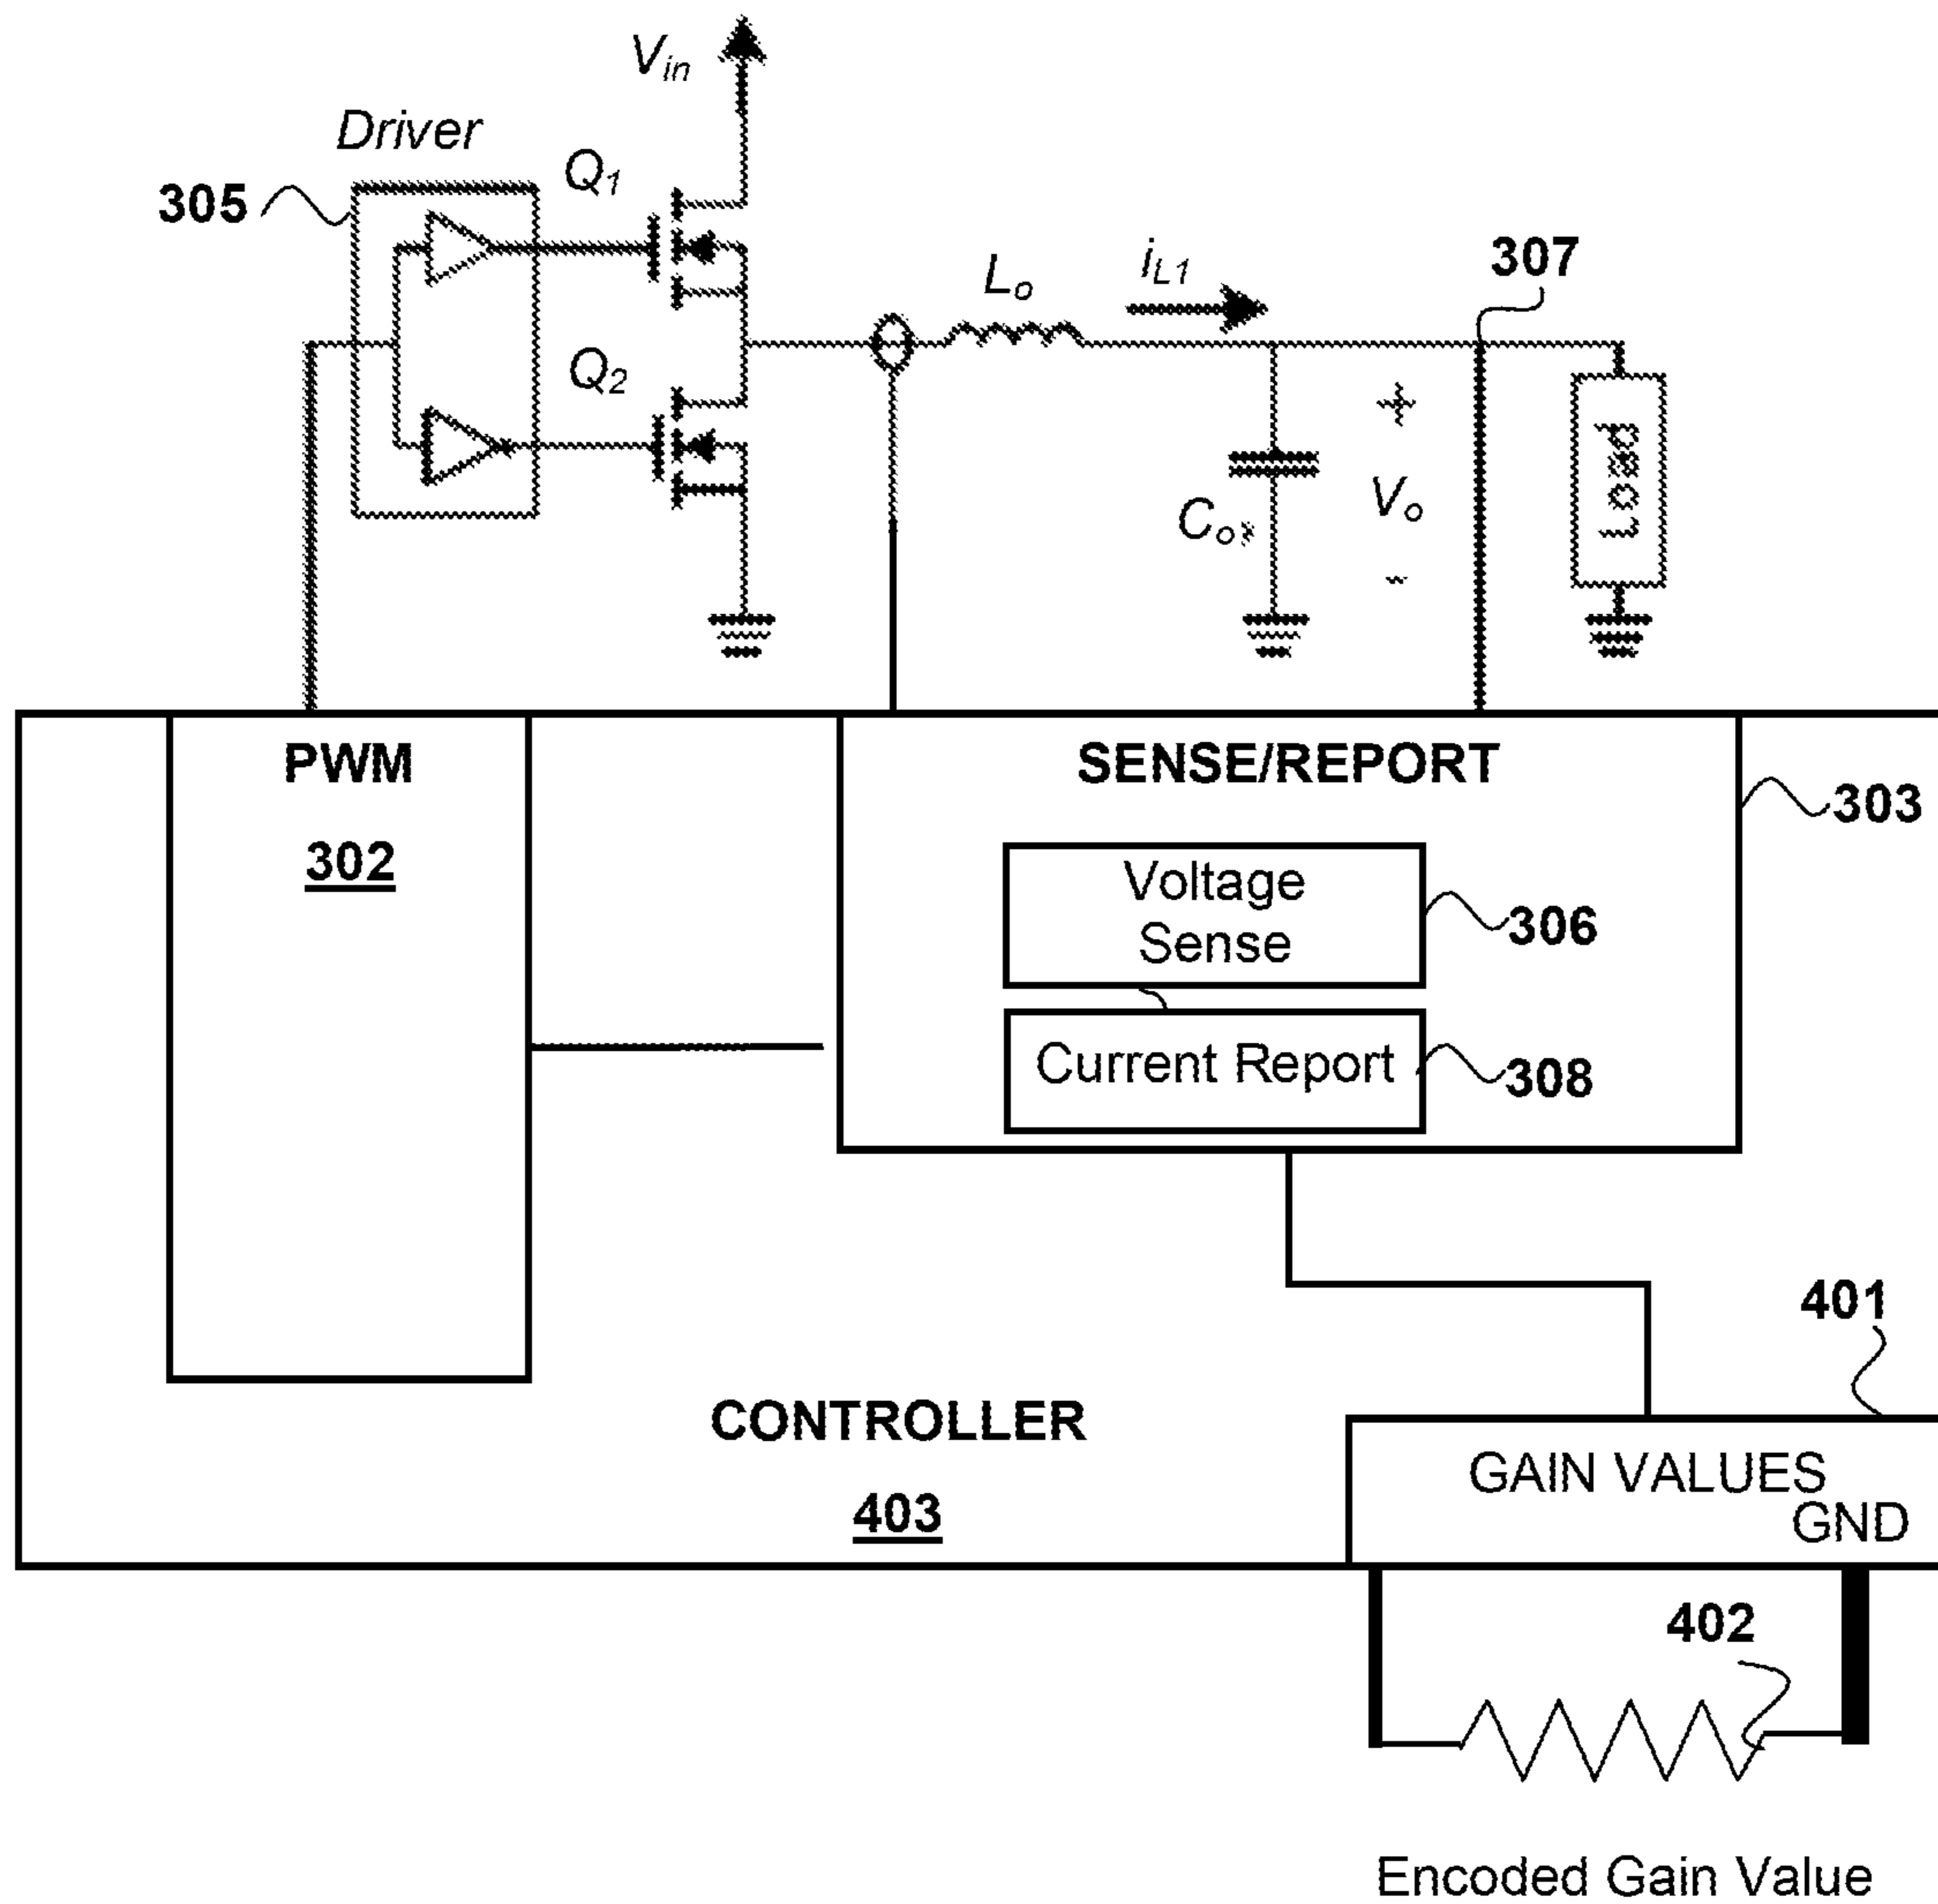 Vin
Driver
305
Q1
Q2
Lo
iL1
307
+
Vo
-
Co
Load
PWM
302
SENSE/REPORT
303
Voltage
Sense
306
Current Report
308
401
CONTROLLER
403
GAIN VALUES
GND
402
Encoded Gain Value